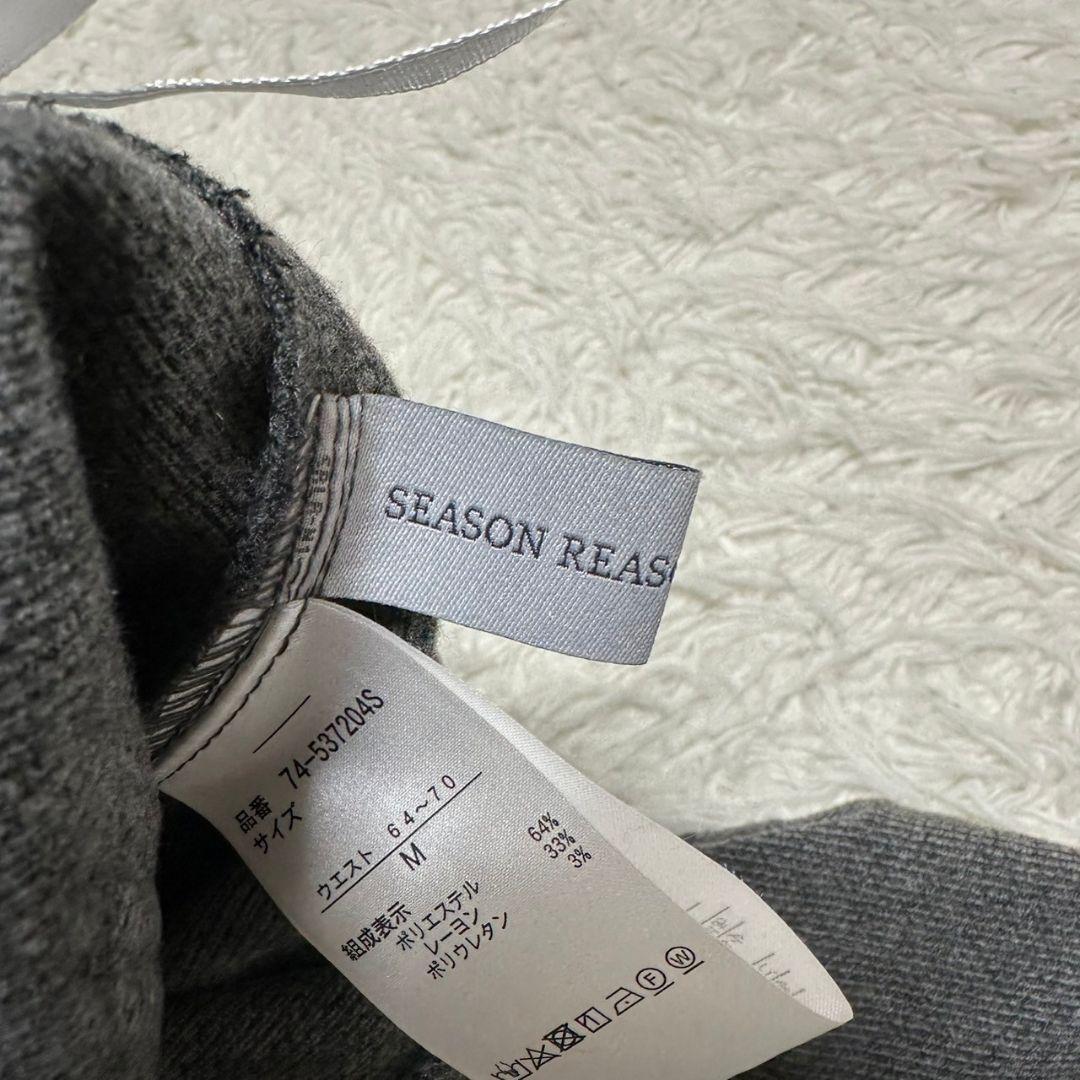 SEASON REASO
品番 74-537204S
サイズ
ウエスト 64~70
M
組成表示
ポリエステル 64%
レーヨン 33%
ポリウレタン 3%
F W